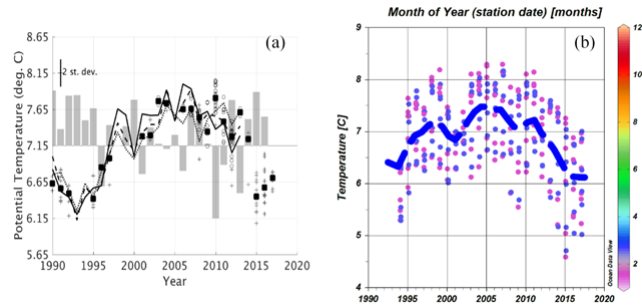 Month of Year (station date) [months]
8.65
8.15
7.65
7.15
6.65
6.15
5.65
Potential Temperature (deg. C)
2 st. dev.
(a)
1990 1995 2000 2005 2010 2015 2020
Year
9
8
7
6
5
4
Temperature [C]
(b)
1990 1995 2000 2005 2010 2015 2020
Ocean Data View
12
10
8
6
4
2